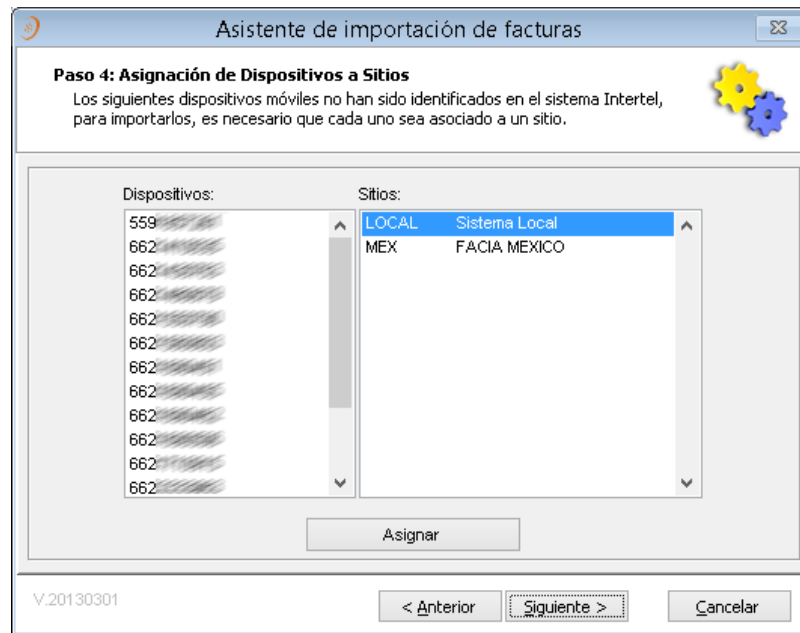 Asistente de importación de facturas
Paso 4: Asignación de Dispositivos a Sitios
Los siguientes dispositivos móviles no han sido identificados en el sistema Intertel,
para importarlos, es necesario que cada uno sea asociado a un sitio.
Dispositivos:
Sitios:
559
662
662
662
662
662
662
662
662
662
662
662
LOCAL Sistema Local
MEX FACIA MEXICO
Asignar
V.20130301
< Anterior
Siguiente >
Cancelar